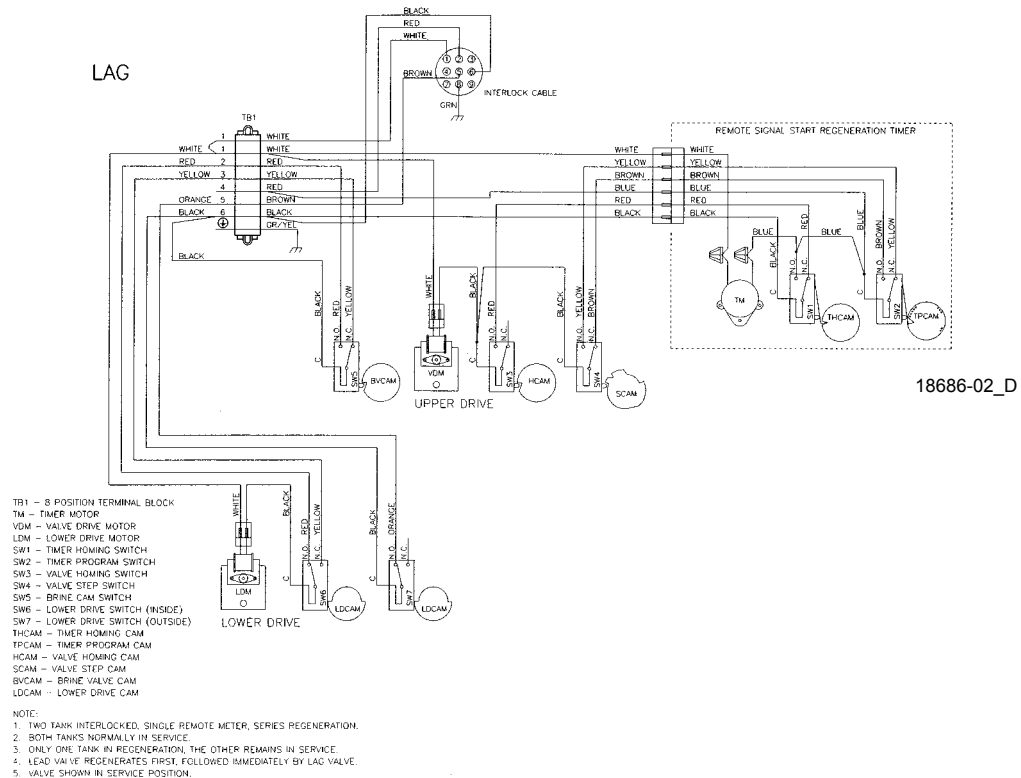 BLACK
RED
WHITE
LAG
1 2 3
4 5 6
7 8 9
BROWN
INTERLOCK CABLE
GRN
TB1
REMOTE SIGNAL START REGENERATION TIMER
1 WHITE
WHITE 1 WHITE
RED 2 RED
YELLOW 3 YELLOW
4 RED
ORANGE 5 BROWN
BLACK 6 BLACK
GR/YEL
WHITE WHITE
YELLOW YELLOW
BROWN BROWN
BLUE BLUE
RED RED
BLACK BLACK
BLACK
BLUE
BLACK
N.O. RED
N.C.
C
SW1
THCAM
TM
BLUE
BLUE
N.O. BROWN
N.C. YELLOW
C
SW2
TPCAM
BLACK
N.O. RED
N.C. YELLOW
C
SW5
BVCAM
WHITE
VDM
UPPER DRIVE
BLACK
N.O. RED
N.C.
C
SW3
HCAM
BLACK
N.O. YELLOW
N.C. BROWN
C
SW4
SCAM
18686-02_D
WHITE
LDM
LOWER DRIVE
BLACK
N.O. RED
N.C. YELLOW
C
SW6
LDCAM
BLACK
N.O. ORANGE
N.C.
C
SW7
LDCAM
TB1 - 8 POSITION TERMINAL BLOCK
TM - TIMER MOTOR
VDM - VALVE DRIVE MOTOR
LDM - LOWER DRIVE MOTOR
SW1 - TIMER HOMING SWITCH
SW2 - TIMER PROGRAM SWITCH
SW3 - VALVE HOMING SWITCH
SW4 - VALVE STEP SWITCH
SW5 - BRINE CAM SWITCH
SW6 - LOWER DRIVE SWITCH (INSIDE)
SW7 - LOWER DRIVE SWITCH (OUTSIDE)
THCAM - TIMER HOMING CAM
TPCAM - TIMER PROGRAM CAM
HCAM - VALVE HOMING CAM
SCAM - VALVE STEP CAM
BVCAM - BRINE VALVE CAM
LDCAM - LOWER DRIVE CAM
NOTE:
1. TWO TANK INTERLOCKED, SINGLE REMOTE METER, SERIES REGENERATION.
2. BOTH TANKS NORMALLY IN SERVICE.
3. ONLY ONE TANK IN REGENERATION, THE OTHER REMAINS IN SERVICE.
4. LEAD VALVE REGENERATES FIRST, FOLLOWED IMMEDIATELY BY LAG VALVE.
5. VALVE SHOWN IN SERVICE POSITION.